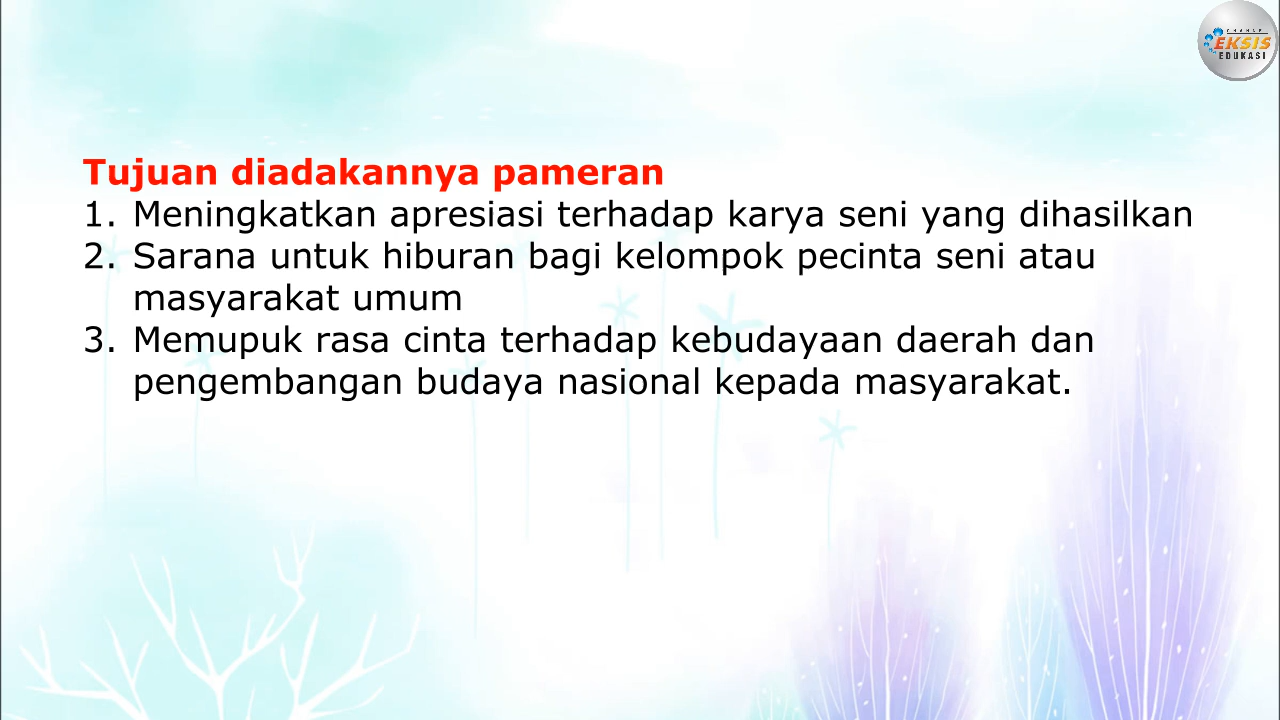 EKSIS
EDUKASI
Tujuan diadakannya pameran
1. Meningkatkan apresiasi terhadap karya seni yang dihasilkan
2. Sarana untuk hiburan bagi kelompok pecinta seni atau
masyarakat umum
3. Memupuk rasa cinta terhadap kebudayaan daerah dan
pengembangan budaya nasional kepada masyarakat.